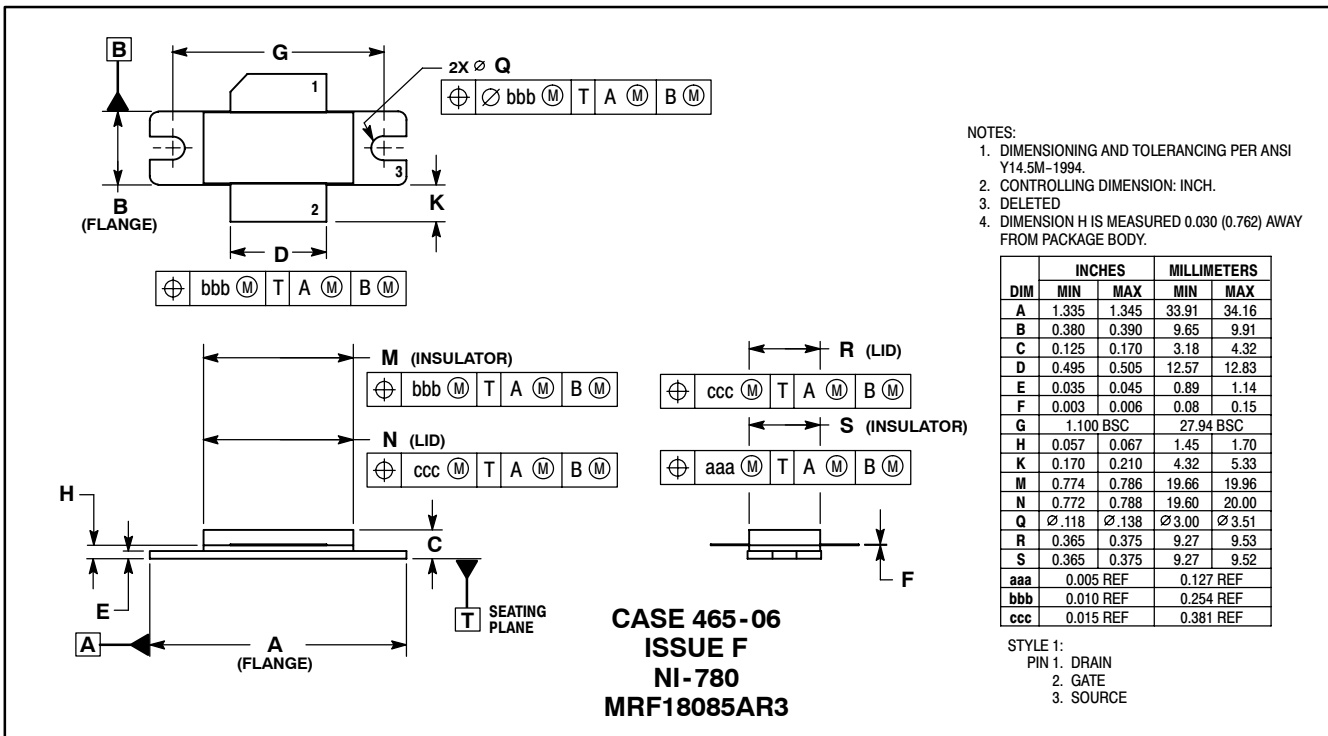 B
G
2X ⌀ Q
⌖ ⌀ bbb Ⓜ T A Ⓜ B Ⓜ
1
3
B
(FLANGE)
K
2
D
⌖ bbb Ⓜ T A Ⓜ B Ⓜ
M (INSULATOR)
⌖ bbb Ⓜ T A Ⓜ B Ⓜ
N (LID)
⌖ ccc Ⓜ T A Ⓜ B Ⓜ
H
C
E
A
A
(FLANGE)
T SEATING
PLANE
R (LID)
⌖ ccc Ⓜ T A Ⓜ B Ⓜ
S (INSULATOR)
⌖ aaa Ⓜ T A Ⓜ B Ⓜ
F
CASE 465-06
ISSUE F
NI-780
MRF18085AR3
NOTES:
1. DIMENSIONING AND TOLERANCING PER ANSI
Y14.5M-1994.
2. CONTROLLING DIMENSION: INCH.
3. DELETED
4. DIMENSION H IS MEASURED 0.030 (0.762) AWAY
FROM PACKAGE BODY.
INCHES MILLIMETERS
DIM MIN MAX MIN MAX
A 1.335 1.345 33.91 34.16
B 0.380 0.390 9.65 9.91
C 0.125 0.170 3.18 4.32
D 0.495 0.505 12.57 12.83
E 0.035 0.045 0.89 1.14
F 0.003 0.006 0.08 0.15
G 1.100 BSC 27.94 BSC
H 0.057 0.067 1.45 1.70
K 0.170 0.210 4.32 5.33
M 0.774 0.786 19.66 19.96
N 0.772 0.788 19.60 20.00
Q ⌀.118 ⌀.138 ⌀3.00 ⌀3.51
R 0.365 0.375 9.27 9.53
S 0.365 0.375 9.27 9.52
aaa 0.005 REF 0.127 REF
bbb 0.010 REF 0.254 REF
ccc 0.015 REF 0.381 REF
STYLE 1:
PIN 1. DRAIN
2. GATE
3. SOURCE